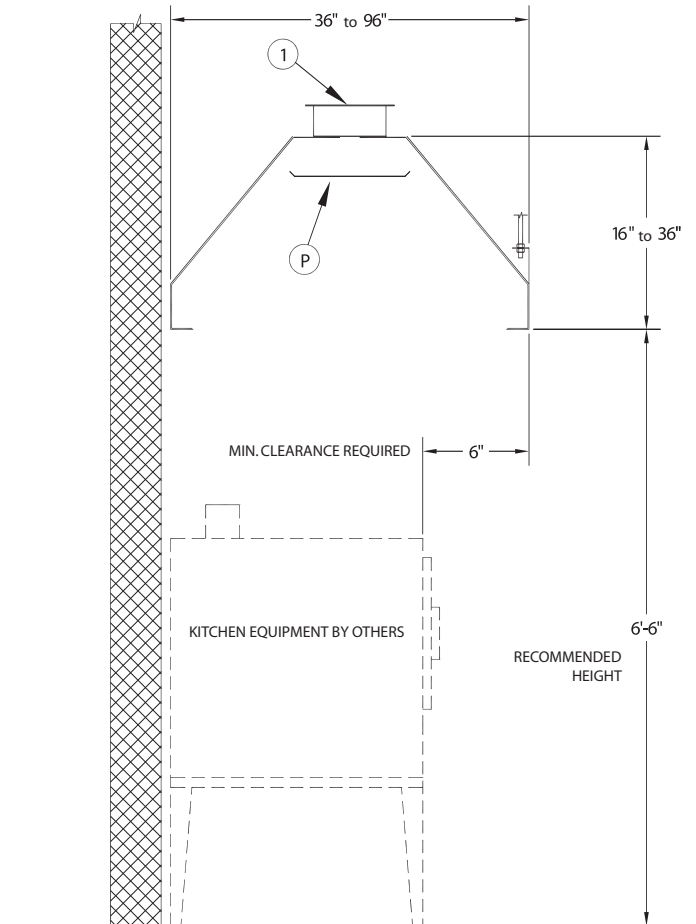 36" to 96"
1
P
16" to 36"
MIN. CLEARANCE REQUIRED
6"
KITCHEN EQUIPMENT BY OTHERS
6'-6"
RECOMMENDED
HEIGHT